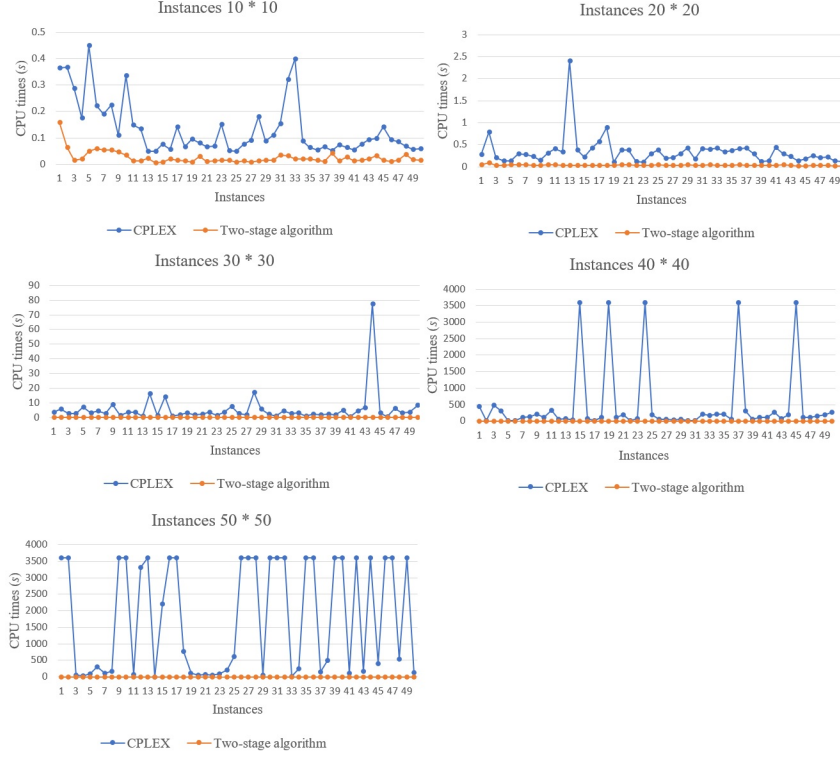 Instances 10 * 10
0.5
0.4
0.3
0.2
0.1
0
CPU times (s)
1 3 5 7 9 11 13 15 17 19 21 23 25 27 29 31 33 35 37 39 41 43 45 47 49
Instances
CPLEX Two-stage algorithm
Instances 20 * 20
3
2.5
2
1.5
1
0.5
0
CPU times (s)
1 3 5 7 9 11 13 15 17 19 21 23 25 27 29 31 33 35 37 39 41 43 45 47 49
Instances
CPLEX Two-stage algorithm
Instances 30 * 30
90
80
70
60
50
40
30
20
10
0
CPU times (s)
1 3 5 7 9 11 13 15 17 19 21 23 25 27 29 31 33 35 37 39 41 43 45 47 49
Instances
CPLEX Two-stage algorithm
Instances 40 * 40
4000
3500
3000
2500
2000
1500
1000
500
0
CPU times (s)
1 3 5 7 9 11 13 15 17 19 21 23 25 27 29 31 33 35 37 39 41 43 45 47 49
Instances
CPLEX Two-stage algorithm
Instances 50 * 50
4000
3500
3000
2500
2000
1500
1000
500
0
CPU times (s)
1 3 5 7 9 11 13 15 17 19 21 23 25 27 29 31 33 35 37 39 41 43 45 47 49
Instances
CPLEX Two-stage algorithm